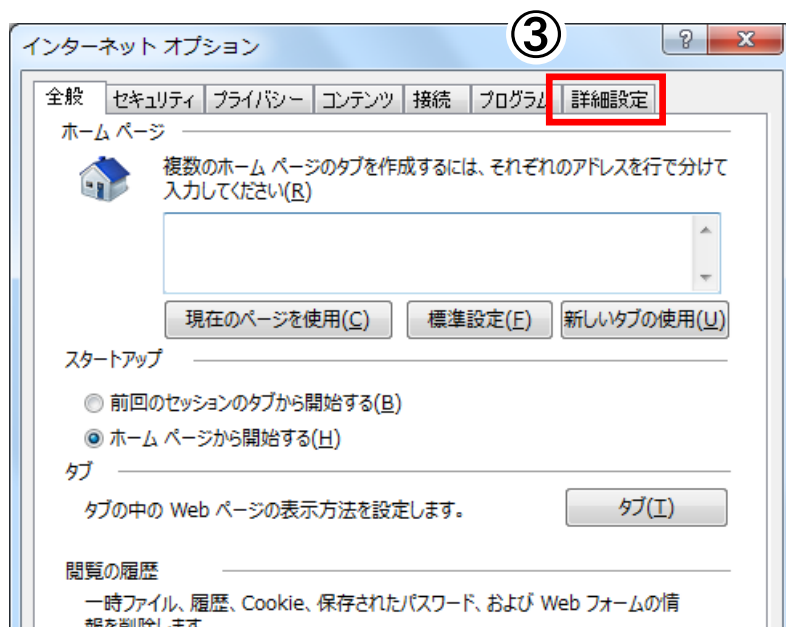 ③
インターネット オプション
全般 セキュリティ プライバシー コンテンツ 接続 プログラム 詳細設定
ホーム ページ
複数のホーム ページのタブを作成するには、それぞれのアドレスを行で分けて
入力してください(R)
現在のページを使用(C) 標準設定(F) 新しいタブの使用(U)
スタートアップ
前回のセッションのタブから開始する(B)
ホーム ページから開始する(H)
タブ
タブの中の Web ページの表示方法を設定します。 タブ(T)
閲覧の履歴
一時ファイル、履歴、Cookie、保存されたパスワード、および Web フォームの情
報を削除します